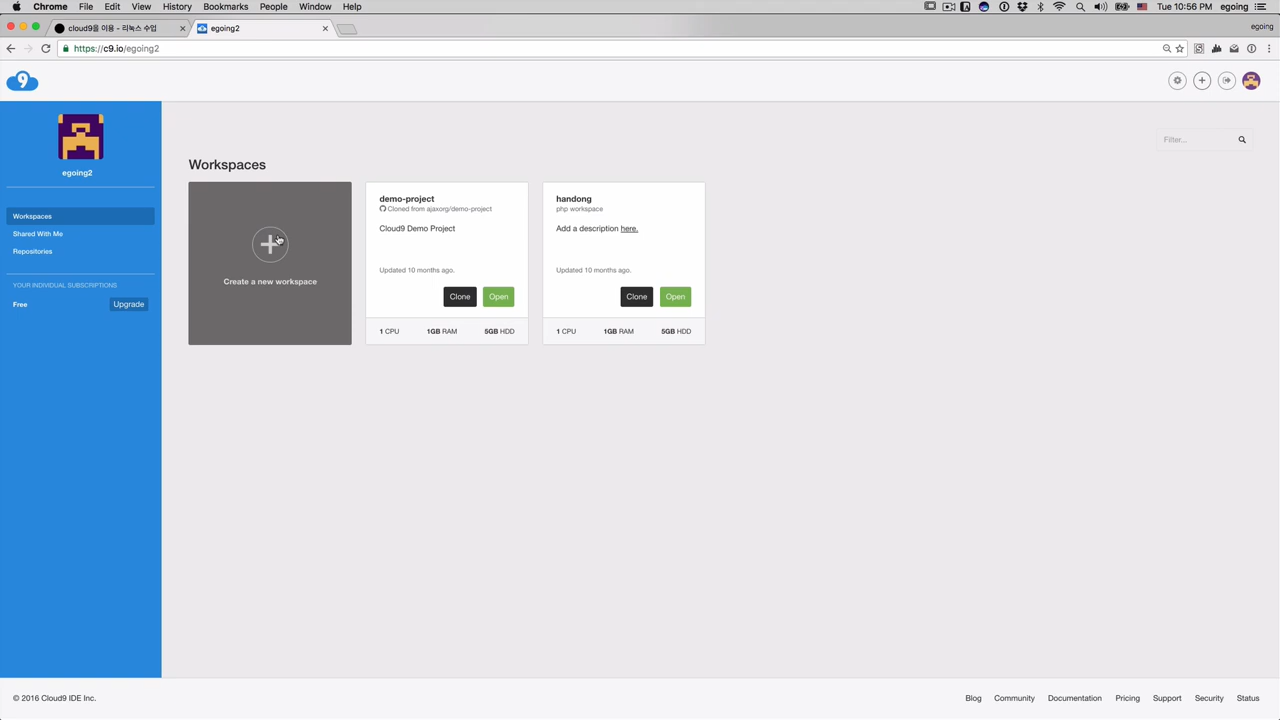 Chrome File Edit View History Bookmarks People Window Help Tue 10:56 PM egoing
cloud9을 이용 - 리눅스 수업 egoing2 egoing
https://c9.io/egoing2
9
egoing2
Workspaces
Shared With Me
Repositories
YOUR INDIVIDUAL SUBSCRIPTIONS
Free Upgrade
Filter...
Workspaces
Create a new workspace
demo-project
Cloned from ajaxorg/demo-project
Cloud9 Demo Project
Updated 10 months ago.
Clone Open
1 CPU 1GB RAM 5GB HDD
handong
php workspace
Add a description here.
Updated 10 months ago.
Clone Open
1 CPU 1GB RAM 5GB HDD
© 2016 Cloud9 IDE Inc. Blog Community Documentation Pricing Support Security Status